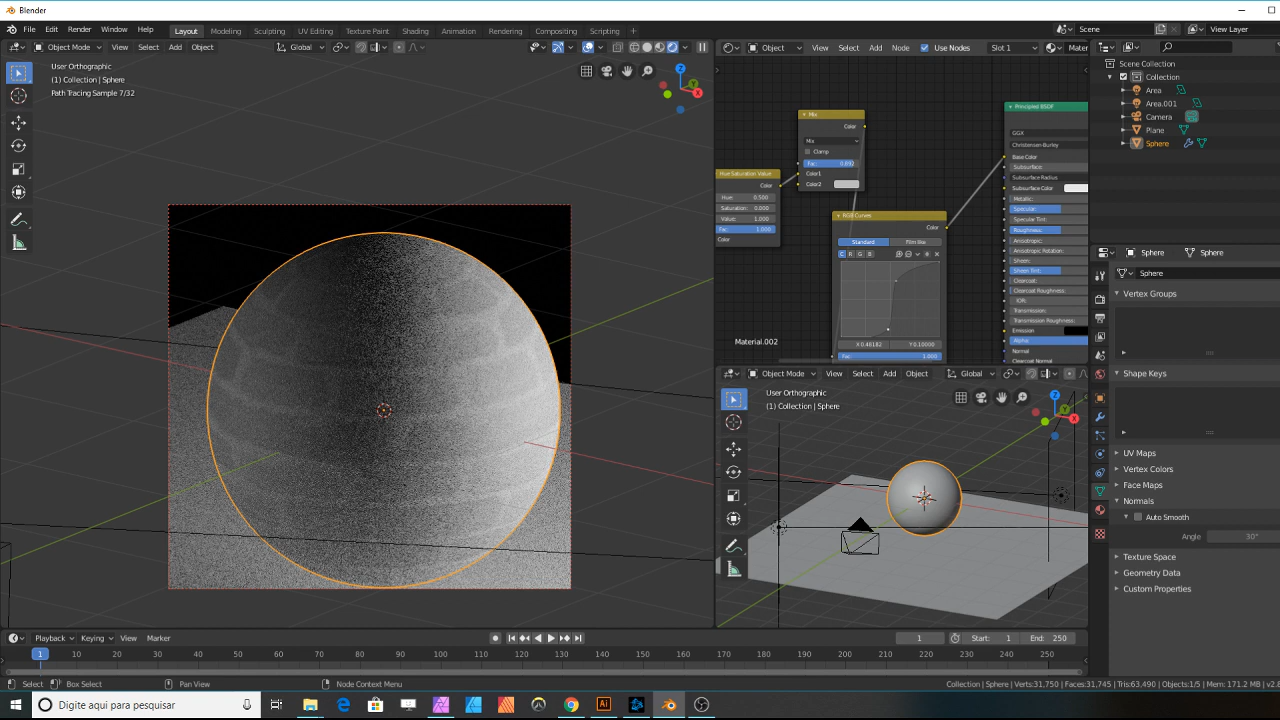 Blender
File Edit Render Window Help Layout Modeling Sculpting UV Editing Texture Paint Shading Animation Rendering Compositing Scripting Scene View Layer
Object Mode View Select Add Object Global
User Orthographic
(1) Collection | Sphere
Path Tracing Sample 7/32
Object View Select Add Node Use Nodes Slot 1 Mater
Mix
Color
Mix
Clamp
Fac: 0.892
Color1
Color2
Hue Saturation Value
Color
Hue: 0.500
Saturation: 0.000
Value: 1.000
Fac: 1.000
Color
RGB Curves
Color
Standard Film like
C R G B
X 0.46182 Y 0.10000
Fac: 1.000
Material.002
Principled BSDF
GGX
Christensen-Burley
Base Color
Subsurface:
Subsurface Radius
Subsurface Color
Metallic:
Specular:
Specular Tint:
Roughness:
Anisotropic:
Anisotropic Rotation:
Sheen:
Sheen Tint:
Clearcoat:
Clearcoat Roughness:
IOR:
Transmission:
Transmission Roughness:
Emission
Alpha:
Normal
Clearcoat Normal
Object Mode View Select Add Object Global
User Orthographic
(1) Collection | Sphere
Scene Collection
Collection
Area
Area.001
Camera
Plane
Sphere
Sphere Sphere
Sphere
Vertex Groups
Shape Keys
UV Maps
Vertex Colors
Face Maps
Normals
Auto Smooth
Angle 30°
Texture Space
Geometry Data
Custom Properties
Playback Keying View Marker 1 Start: 1 End: 250
1 10 20 30 40 50 60 70 80 90 100 110 120 130 140 150 160 170 180 190 200 210 220 230 240 250
Select Box Select Pan View Node Context Menu Collection | Sphere | Verts:31,750 | Faces:31,745 | Tris:63,490 | Objects:1/5 | Mem: 171.2 MB | v2.8
Digite aqui para pesquisar